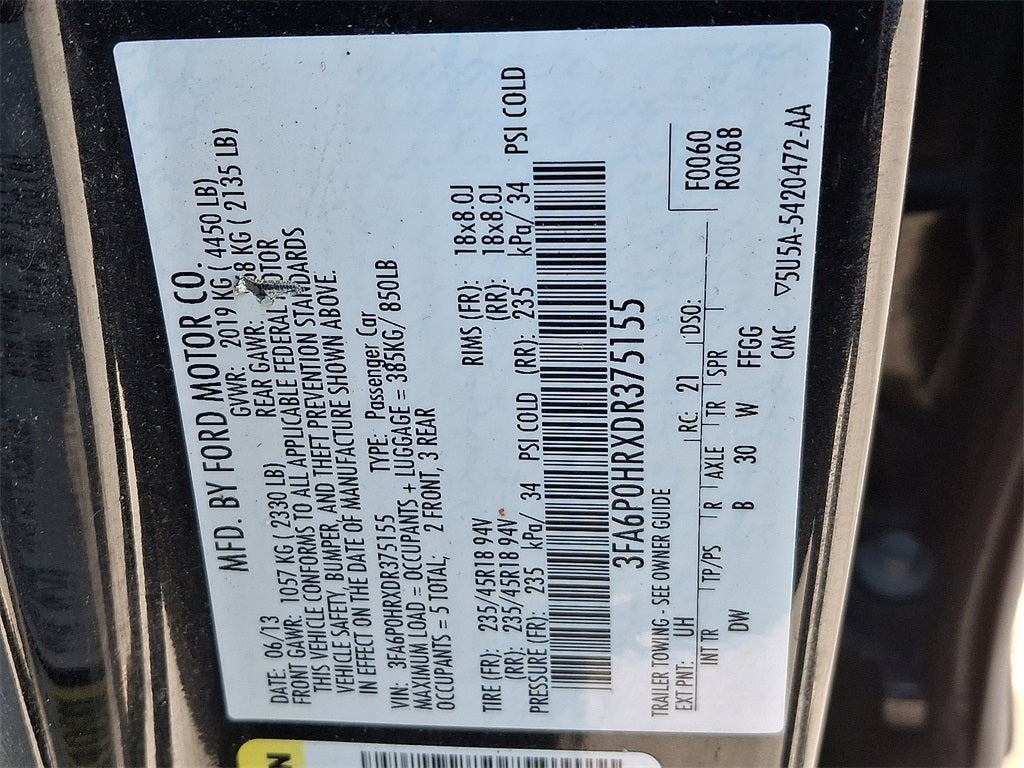 MFD. BY FORD MOTOR CO.
DATE: 06/13 GVWR: 2019 KG ( 4450 LB)
FRONT GAWR: 1057 KG ( 2330 LB) REAR GAWR: 8 KG ( 2135 LB)
THIS VEHICLE CONFORMS TO ALL APPLICABLE FEDERAL MOTOR
VEHICLE SAFETY, BUMPER, AND THEFT PREVENTION STANDARDS
IN EFFECT ON THE DATE OF MANUFACTURE SHOWN ABOVE.
VIN: 3FA6P0HRXDR375155 TYPE: Passenger Car
MAXIMUM LOAD = OCCUPANTS + LUGGAGE = 385KG/ 850LB
OCCUPANTS = 5 TOTAL, 2 FRONT, 3 REAR
TIRE (FR): 235/45R18 94V RIMS (FR): 18x8.0J
(RR): 235/45R18 94V (RR): 18x8.0J
PRESSURE (FR): 235 kPa/ 34 PSI COLD (RR): 235 kPa/ 34 PSI COLD
3FA6P0HRXDR375155
TRAILER TOWING - SEE OWNER GUIDE
F0060
R0068
EXT PNT: UH RC: 21 DSO:
INT TR TP/PS R AXLE TR SPR
DW B 30 W FFGG
CMC ▽5U5A-5420472-AA
N